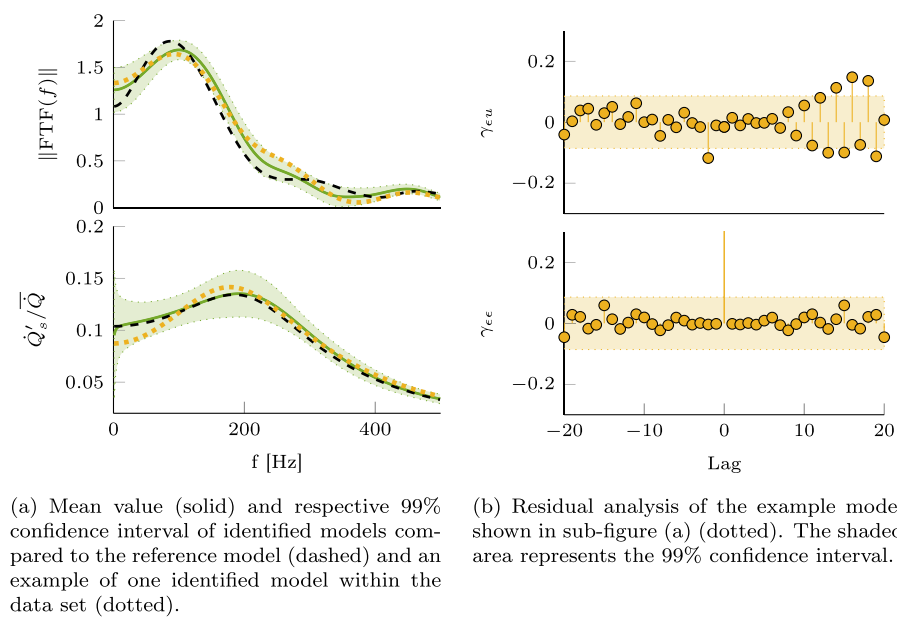 2
1.5
1
0.5
0
∥FTF(f)∥
0.2
0.15
0.1
0.05
Q̇′ₛ/Q̇̅
0
200
400
f [Hz]
0.2
0
−0.2
γϵu
0.2
0
−0.2
γϵϵ
−20
−10
0
10
20
Lag
(a) Mean value (solid) and respective 99%
confidence interval of identified models com-
pared to the reference model (dashed) and an
example of one identified model within the
data set (dotted).
(b) Residual analysis of the example mode
shown in sub-figure (a) (dotted). The shaded
area represents the 99% confidence interval.